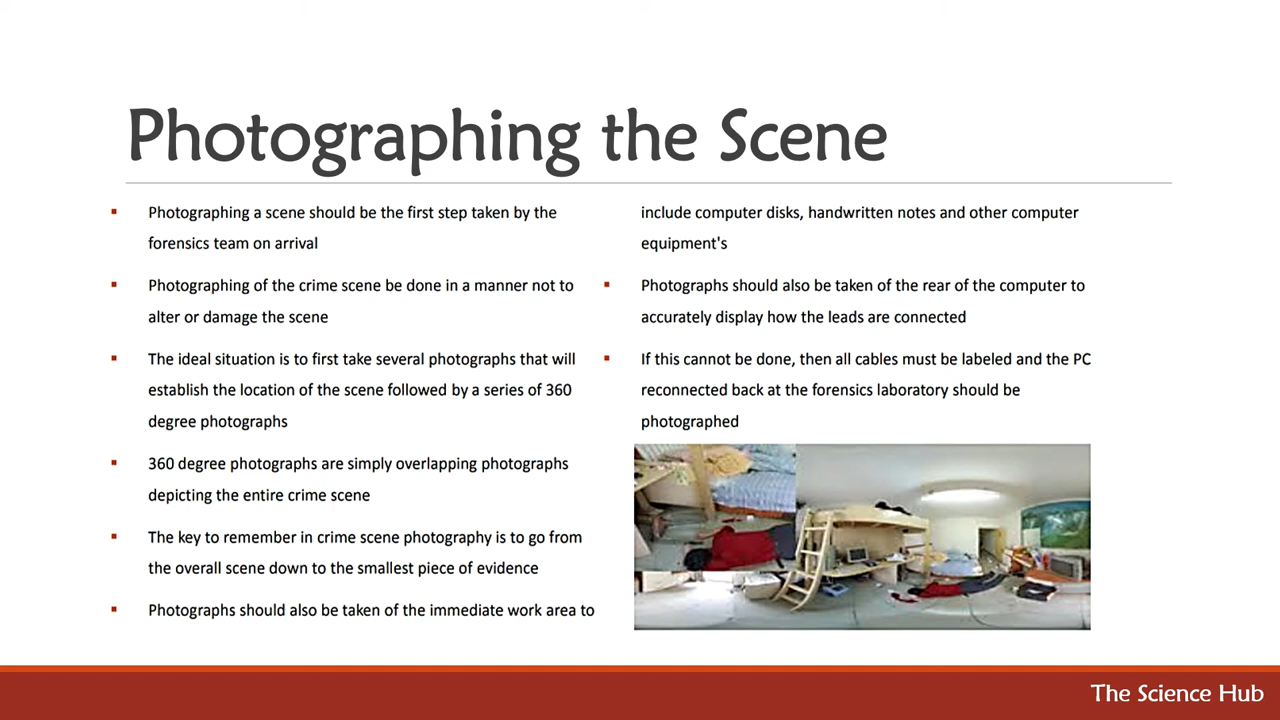 Photographing the Scene
Photographing a scene should be the first step taken by the
forensics team on arrival
Photographing of the crime scene be done in a manner not to
alter or damage the scene
The ideal situation is to first take several photographs that will
establish the location of the scene followed by a series of 360
degree photographs
360 degree photographs are simply overlapping photographs
depicting the entire crime scene
The key to remember in crime scene photography is to go from
the overall scene down to the smallest piece of evidence
Photographs should also be taken of the immediate work area to
include computer disks, handwritten notes and other computer
equipment's
Photographs should also be taken of the rear of the computer to
accurately display how the leads are connected
If this cannot be done, then all cables must be labeled and the PC
reconnected back at the forensics laboratory should be
photographed
The Science Hub